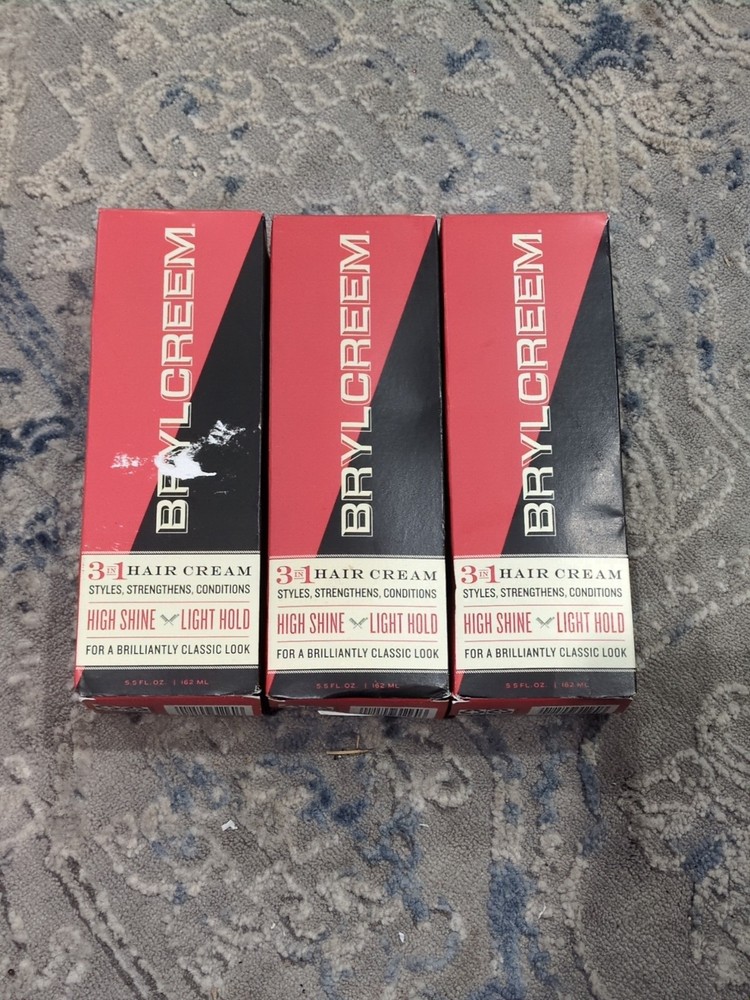 BRYLCREEM
3 IN 1 HAIR CREAM
STYLES, STRENGTHENS, CONDITIONS
HIGH SHINE LIGHT HOLD
FOR A BRILLIANTLY CLASSIC LOOK
5.5 FL. OZ. | 162 ML
BRYLCREEM
3 IN 1 HAIR CREAM
STYLES, STRENGTHENS, CONDITIONS
HIGH SHINE LIGHT HOLD
FOR A BRILLIANTLY CLASSIC LOOK
5.5 FL. OZ. | 162 ML
BRYLCREEM
3 IN 1 HAIR CREAM
STYLES, STRENGTHENS, CONDITIONS
HIGH SHINE LIGHT HOLD
FOR A BRILLIANTLY CLASSIC LOOK
5.5 FL. OZ. | 162 ML